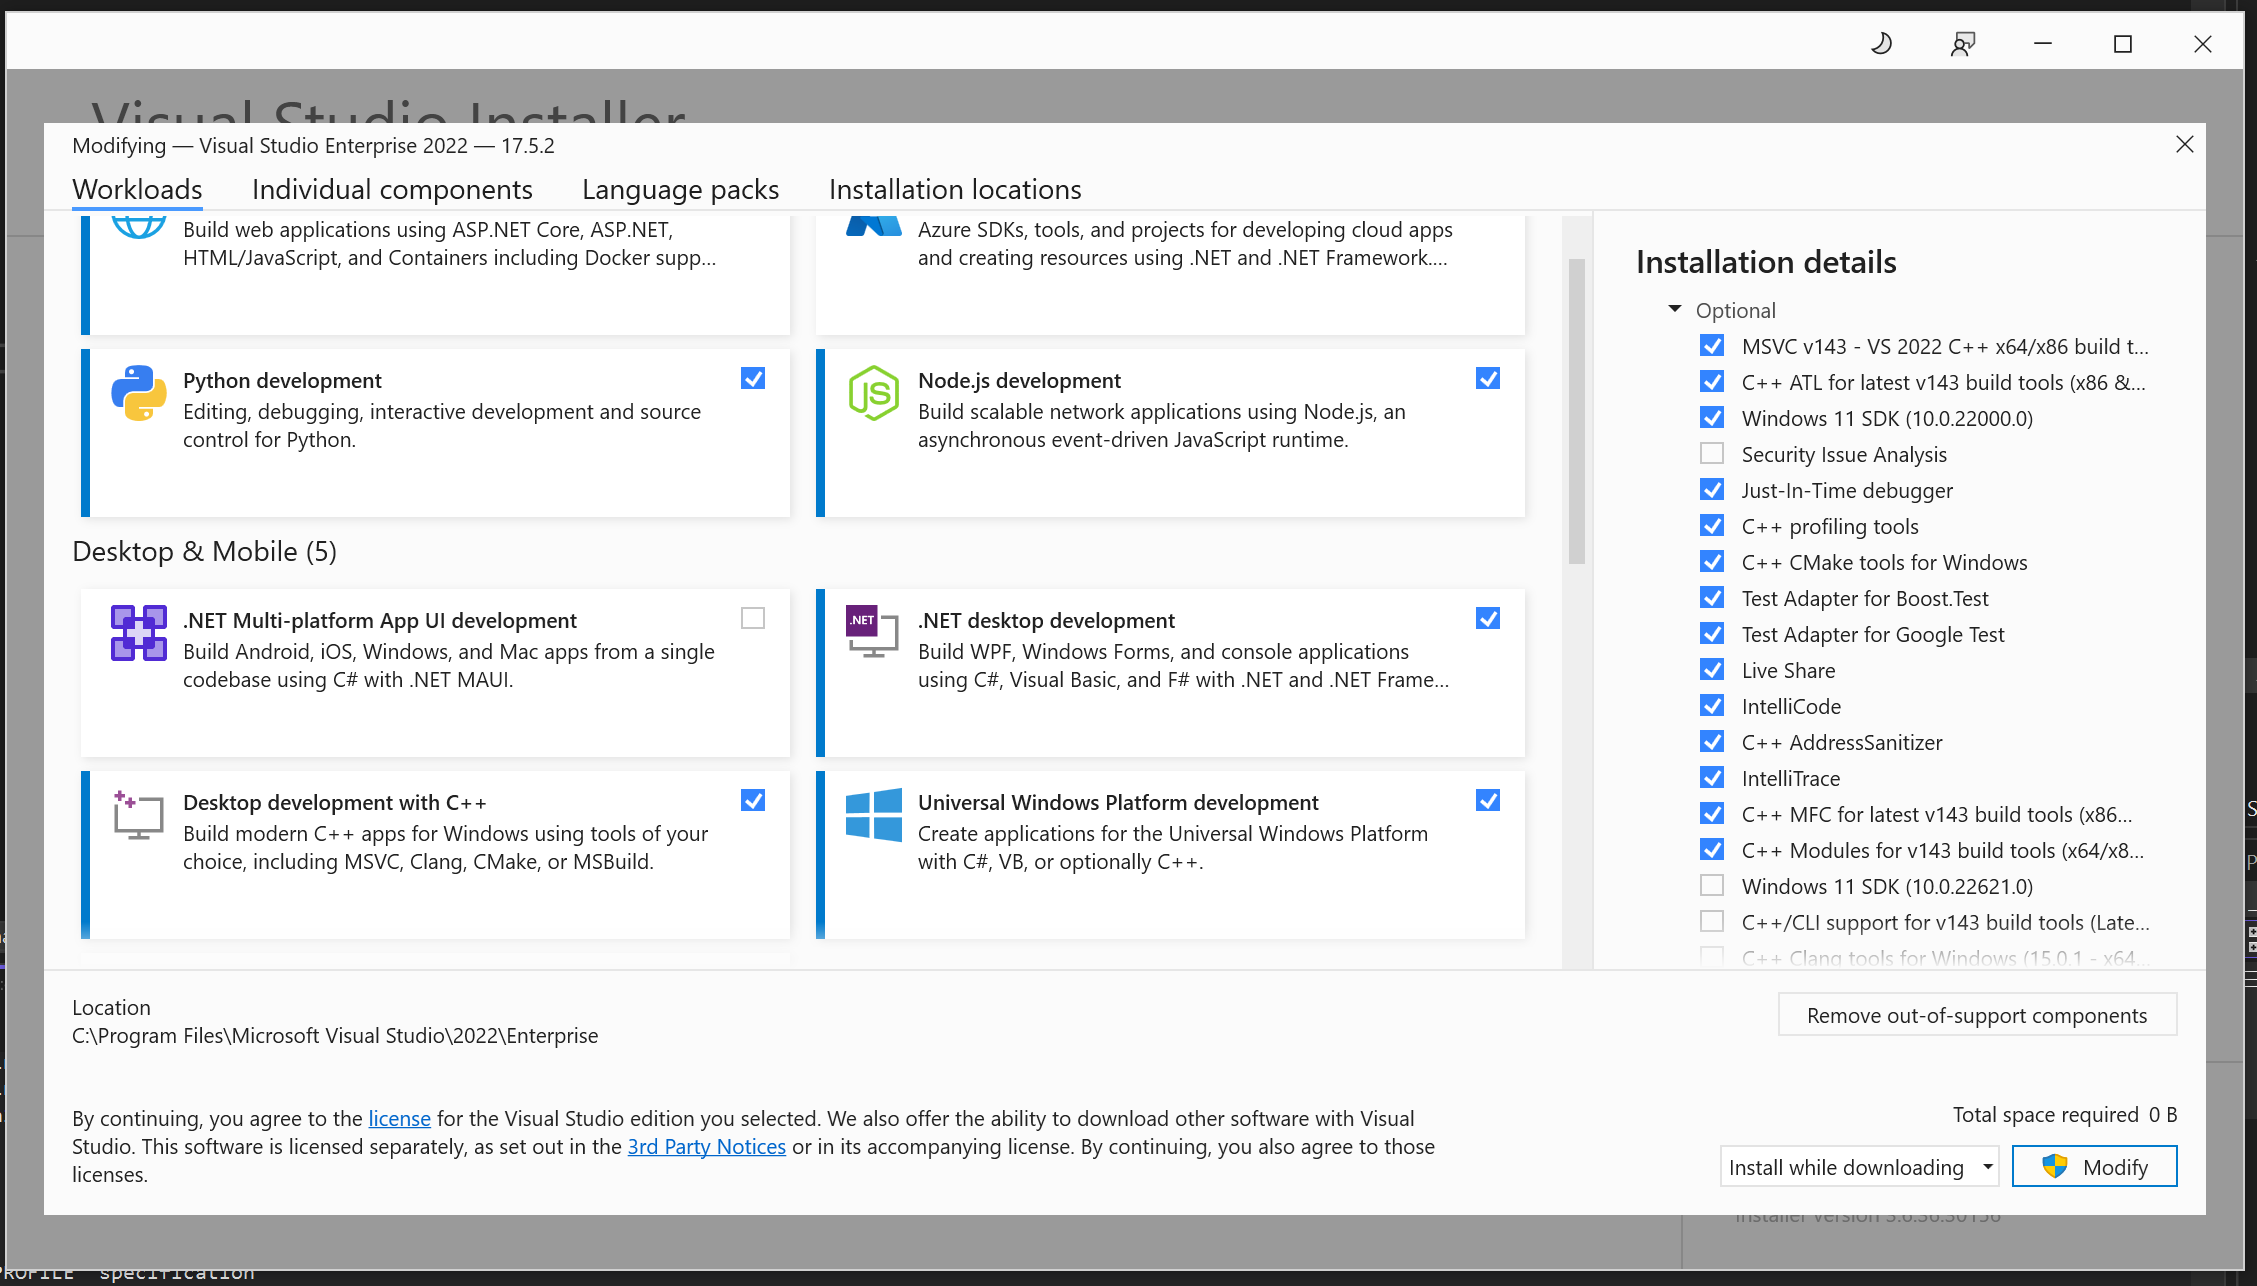 Visual Studio Installer
Modifying — Visual Studio Enterprise 2022 — 17.5.2
Workloads
Individual components
Language packs
Installation locations
Build web applications using ASP.NET Core, ASP.NET,
HTML/JavaScript, and Containers including Docker supp...
Azure SDKs, tools, and projects for developing cloud apps
and creating resources using .NET and .NET Framework....
Python development
Editing, debugging, interactive development and source
control for Python.
JS
Node.js development
Build scalable network applications using Node.js, an
asynchronous event-driven JavaScript runtime.
Desktop & Mobile (5)
.NET Multi-platform App UI development
Build Android, iOS, Windows, and Mac apps from a single
codebase using C# with .NET MAUI.
.NET
.NET desktop development
Build WPF, Windows Forms, and console applications
using C#, Visual Basic, and F# with .NET and .NET Frame...
Desktop development with C++
Build modern C++ apps for Windows using tools of your
choice, including MSVC, Clang, CMake, or MSBuild.
Universal Windows Platform development
Create applications for the Universal Windows Platform
with C#, VB, or optionally C++.
Installation details
Optional
MSVC v143 - VS 2022 C++ x64/x86 build t...
C++ ATL for latest v143 build tools (x86 &...
Windows 11 SDK (10.0.22000.0)
Security Issue Analysis
Just-In-Time debugger
C++ profiling tools
C++ CMake tools for Windows
Test Adapter for Boost.Test
Test Adapter for Google Test
Live Share
IntelliCode
C++ AddressSanitizer
IntelliTrace
C++ MFC for latest v143 build tools (x86...
C++ Modules for v143 build tools (x64/x8...
Windows 11 SDK (10.0.22621.0)
C++/CLI support for v143 build tools (Late...
C++ Clang tools for Windows (15.0.1 - x64...
Location
C:\Program Files\Microsoft Visual Studio\2022\Enterprise
Remove out-of-support components
By continuing, you agree to the license for the Visual Studio edition you selected. We also offer the ability to download other software with Visual
Studio. This software is licensed separately, as set out in the 3rd Party Notices or in its accompanying license. By continuing, you also agree to those
licenses.
Total space required 0 B
Install while downloading
Modify
Installer version 3.6.36.30156
PROFILE specification